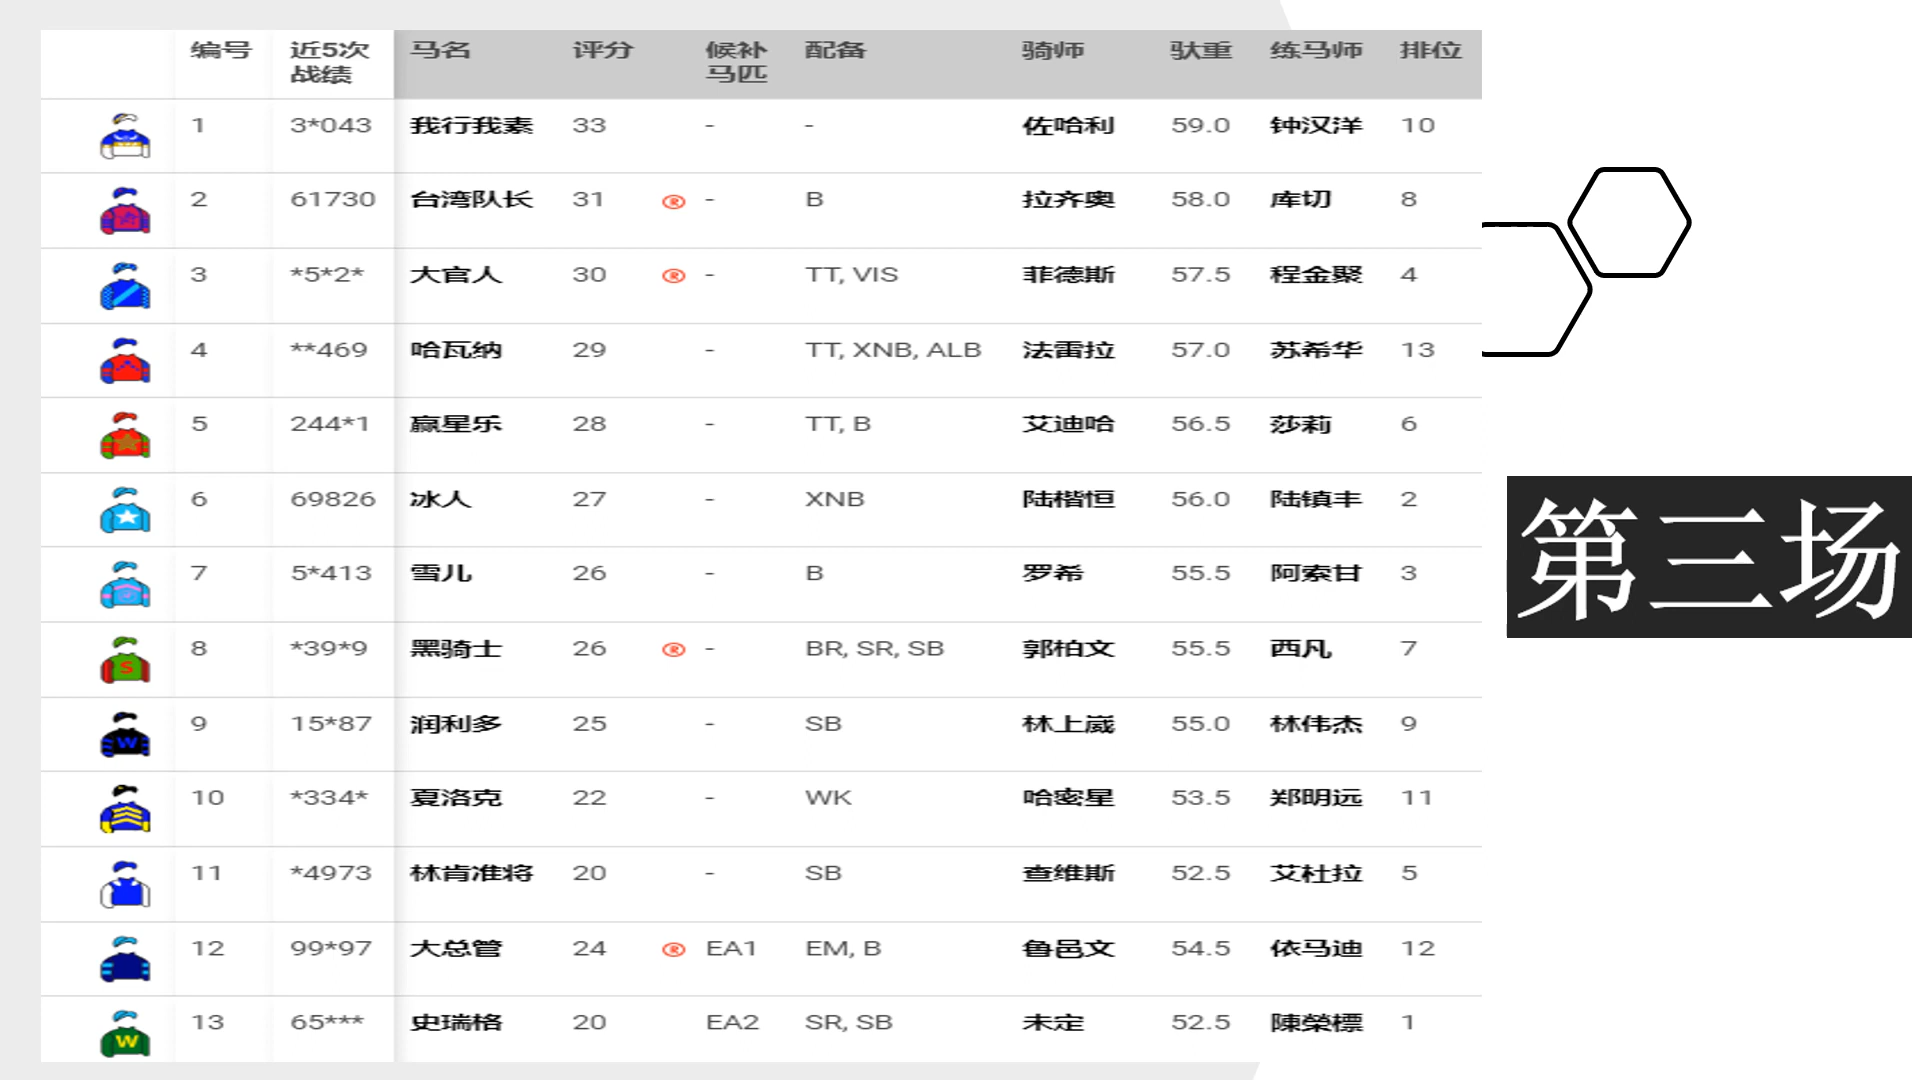 编号 近5次战绩 马名 评分 候补马匹 配备 骑师 驮重 练马师 排位
1 3*043 我行我素 33 - - 佐哈利 59.0 钟汉洋 10
2 61730 台湾队长 31 ® - B 拉齐奥 58.0 库切 8
3 *5*2* 大官人 30 ® - TT, VIS 菲德斯 57.5 程金聚 4
4 **469 哈瓦纳 29 - TT, XNB, ALB 法雷拉 57.0 苏希华 13
5 244*1 赢星乐 28 - TT, B 艾迪哈 56.5 莎莉 6
6 69826 冰人 27 - XNB 陆楷恒 56.0 陆镇丰 2
7 5*413 雪儿 26 - B 罗希 55.5 阿索甘 3
8 *39*9 黑骑士 26 ® - BR, SR, SB 郭柏文 55.5 西凡 7
9 15*87 润利多 25 - SB 林上崴 55.0 林伟杰 9
10 *334* 夏洛克 22 - WK 哈密星 53.5 郑明远 11
11 *4973 林肯准将 20 - SB 查维斯 52.5 艾杜拉 5
12 99*97 大总管 24 ® EA1 EM, B 鲁邑文 54.5 依马迪 12
13 65*** 史瑞格 20 EA2 SR, SB 未定 52.5 陳榮標 1
第三场
S
W
W